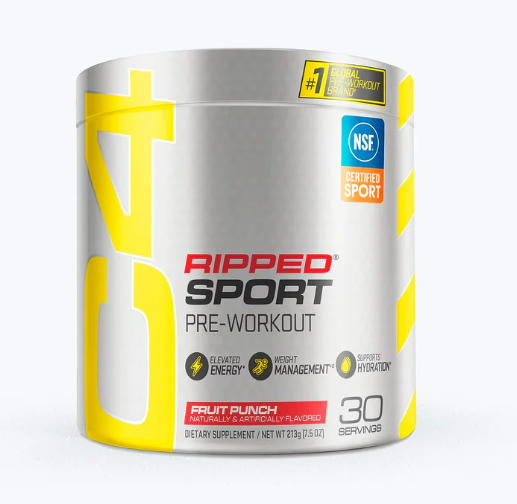 #1 GLOBAL
PRE-WORKOUT
BRAND*
C4
NSF®
CERTIFIED
SPORT
RIPPED®
SPORT
PRE-WORKOUT
ELEVATED
ENERGY*
WEIGHT
MANAGEMENT*‡
SUPPORTS
HYDRATION*
FRUIT PUNCH
NATURALLY & ARTIFICIALLY FLAVORED
30
SERVINGS
DIETARY SUPPLEMENT / NET WT 213g (7.5 OZ)